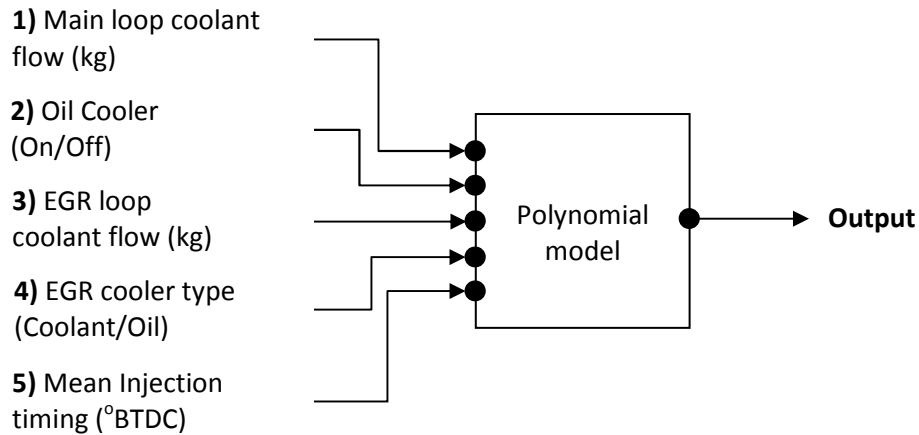 1) Main loop coolant
flow (kg)
2) Oil Cooler
(On/Off)
3) EGR loop
coolant flow (kg)
4) EGR cooler type
(Coolant/Oil)
5) Mean Injection
timing (°BTDC)
Polynomial
model
Output